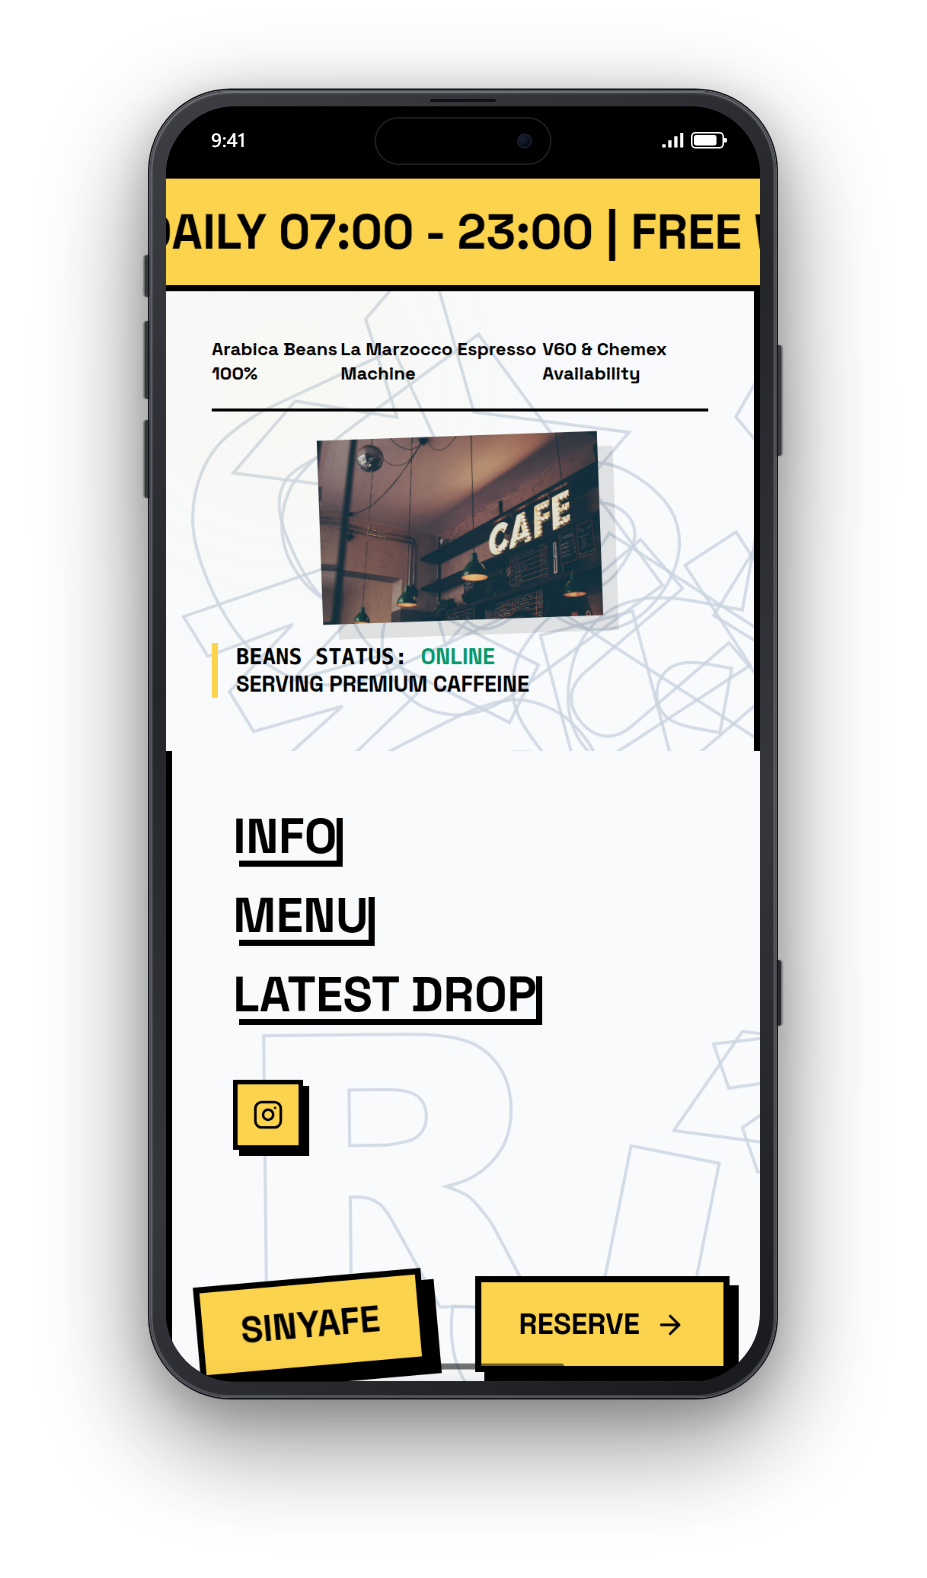 9:41
DAILY 07:00 - 23:00 | FREE
Arabica Beans La Marzocco Espresso V60 & Chemex
100% Machine Availability
CAFE
BEANS STATUS: ONLINE
SERVING PREMIUM CAFFEINE
INFO
MENU
LATEST DROP
R
SINYAFE
RESERVE →